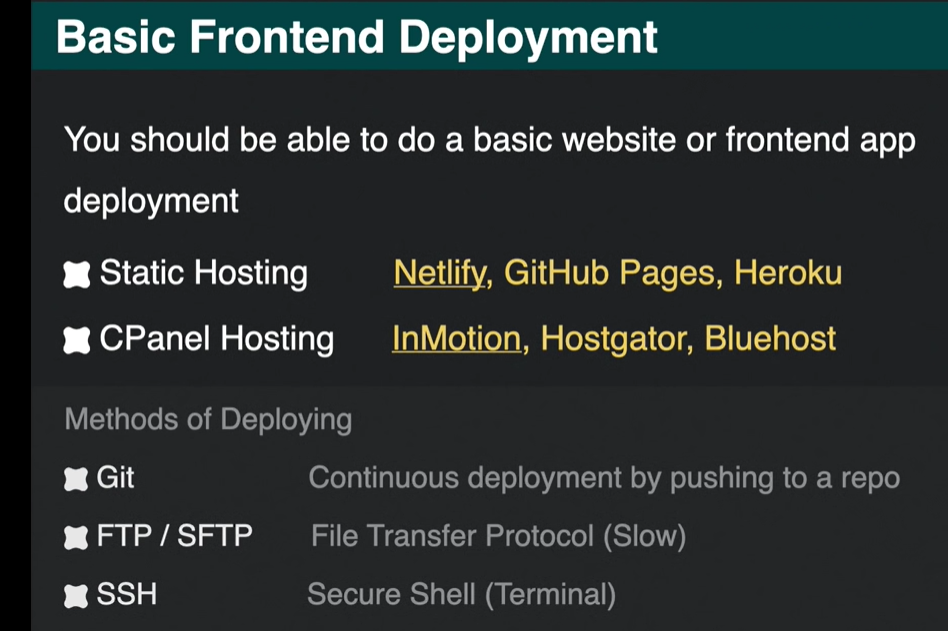 Basic Frontend Deployment
You should be able to do a basic website or frontend app
deployment
Static Hosting Netlify, GitHub Pages, Heroku
CPanel Hosting InMotion, Hostgator, Bluehost
Methods of Deploying
Git Continuous deployment by pushing to a repo
FTP / SFTP File Transfer Protocol (Slow)
SSH Secure Shell (Terminal)